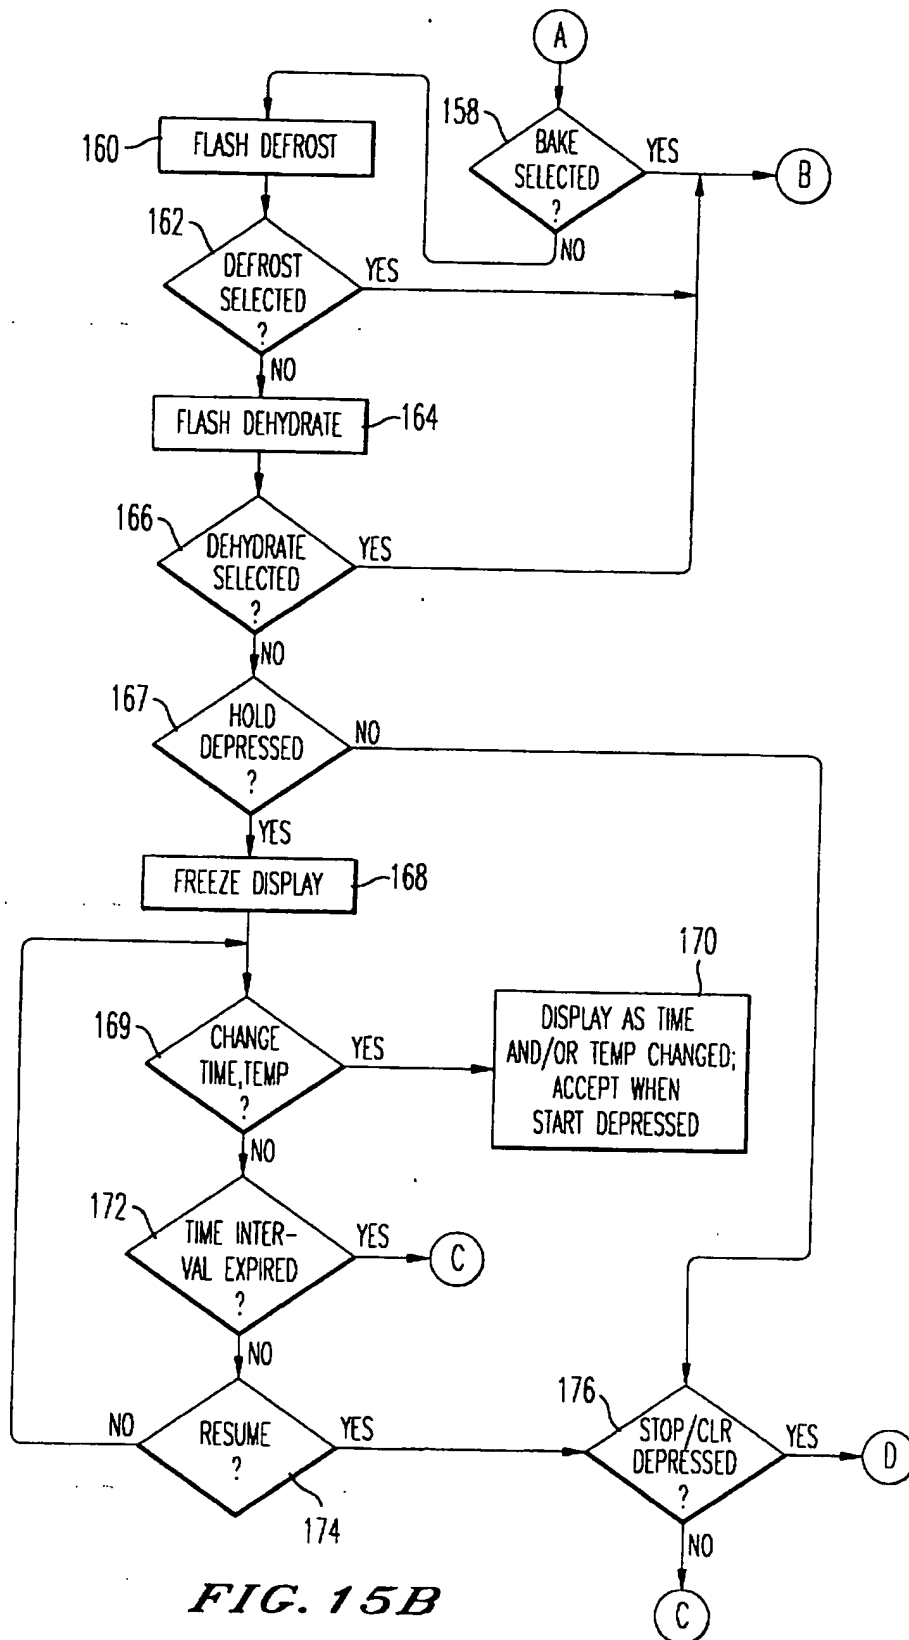 A
158
BAKE
SELECTED
?
YES
B
NO
160
FLASH DEFROST
162
DEFROST
SELECTED
?
YES
NO
FLASH DEHYDRATE
164
166
DEHYDRATE
SELECTED
?
YES
NO
167
HOLD
DEPRESSED
?
NO
YES
FREEZE DISPLAY
168
169
CHANGE
TIME,TEMP
?
YES
NO
170
DISPLAY AS TIME
AND/OR TEMP CHANGED;
ACCEPT WHEN
START DEPRESSED
172
TIME INTER-
VAL EXPIRED
?
YES
C
NO
NO
RESUME
?
YES
174
176
STOP/CLR
DEPRESSED
?
YES
D
NO
C
FIG. 15B